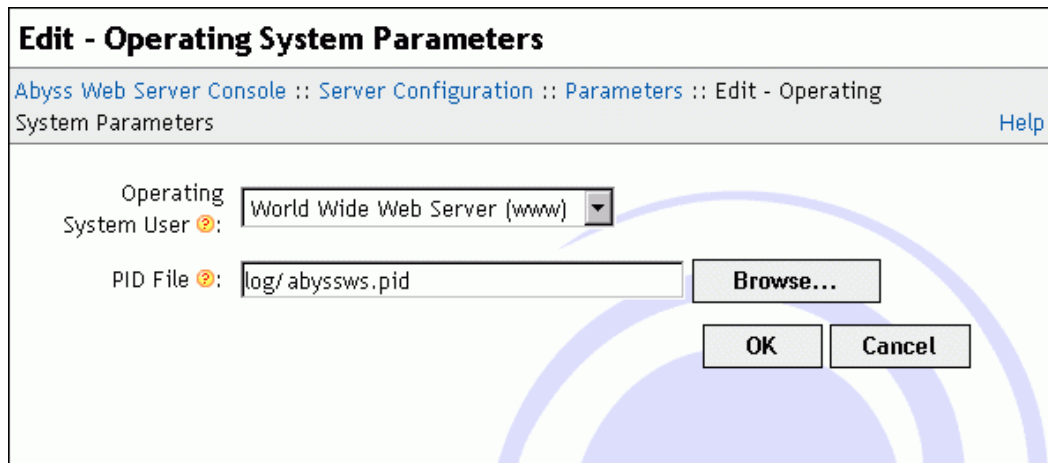 Edit - Operating System Parameters
Abyss Web Server Console :: Server Configuration :: Parameters :: Edit - Operating
System Parameters
Help
Operating
System User ?:
World Wide Web Server (www)
PID File ?:
log/abyssws.pid
Browse...
OK
Cancel